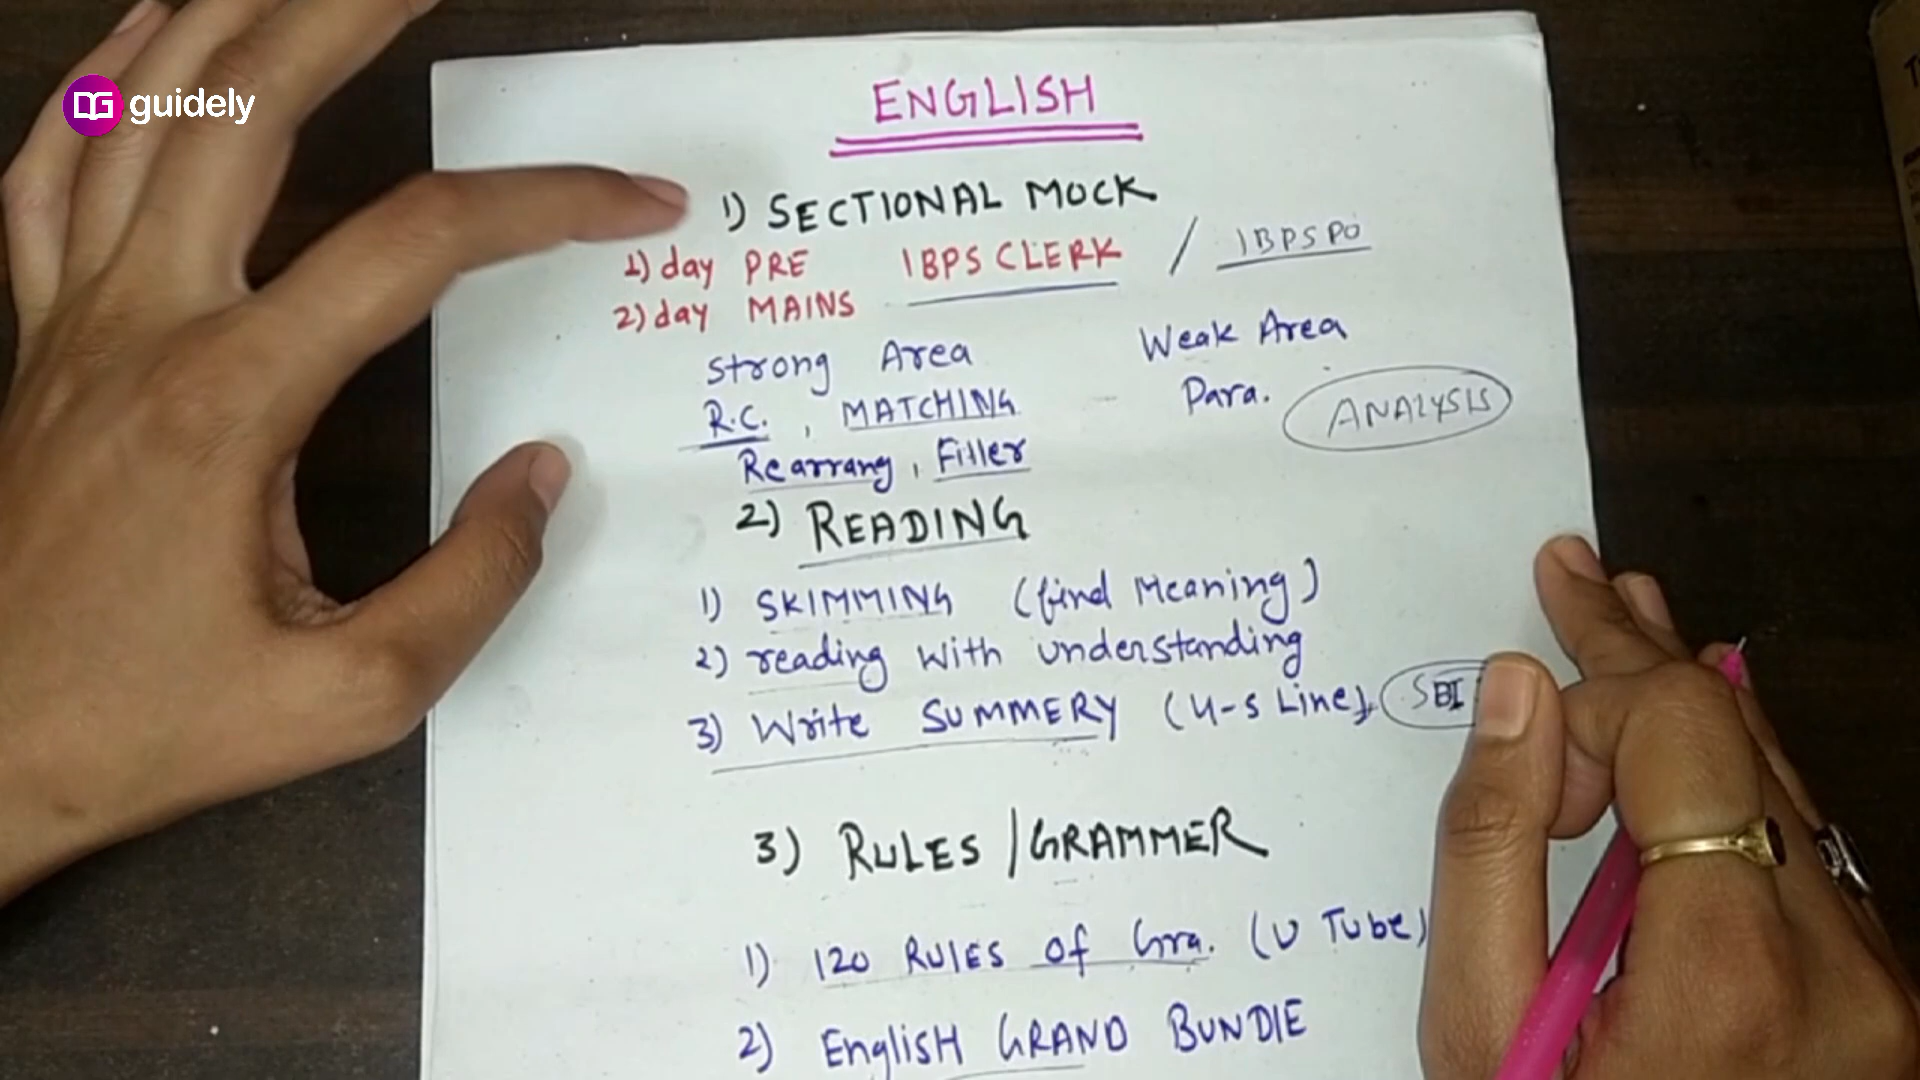 guidely
ENGLISH
1) SECTIONAL MOCK
1) day PRE IBPS CLERK / IBPS PO
2) day MAINS
Strong Area Weak Area
R.C. , MATCHING Para. ANALYSIS
Rearrang , Filler
2) READING
1) SKIMMING (find Meaning)
2) reading with understanding
3) Write SUMMERY (4-5 Line) SBI
3) RULES / GRAMMER
1) 120 RULES of Gra. (U Tube)
2) English GRAND BUNDLE